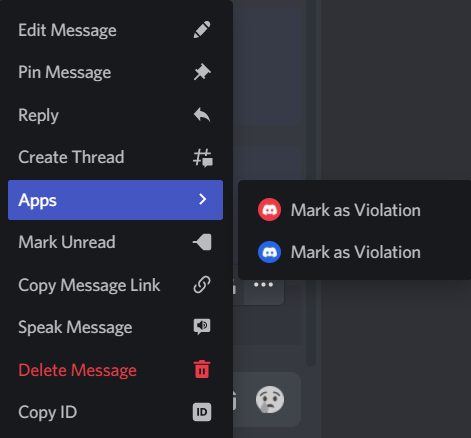 Edit Message
Pin Message
Reply
Create Thread
Apps
Mark as Violation
Mark as Violation
Mark Unread
Copy Message Link
Speak Message
Delete Message
Copy ID
ID